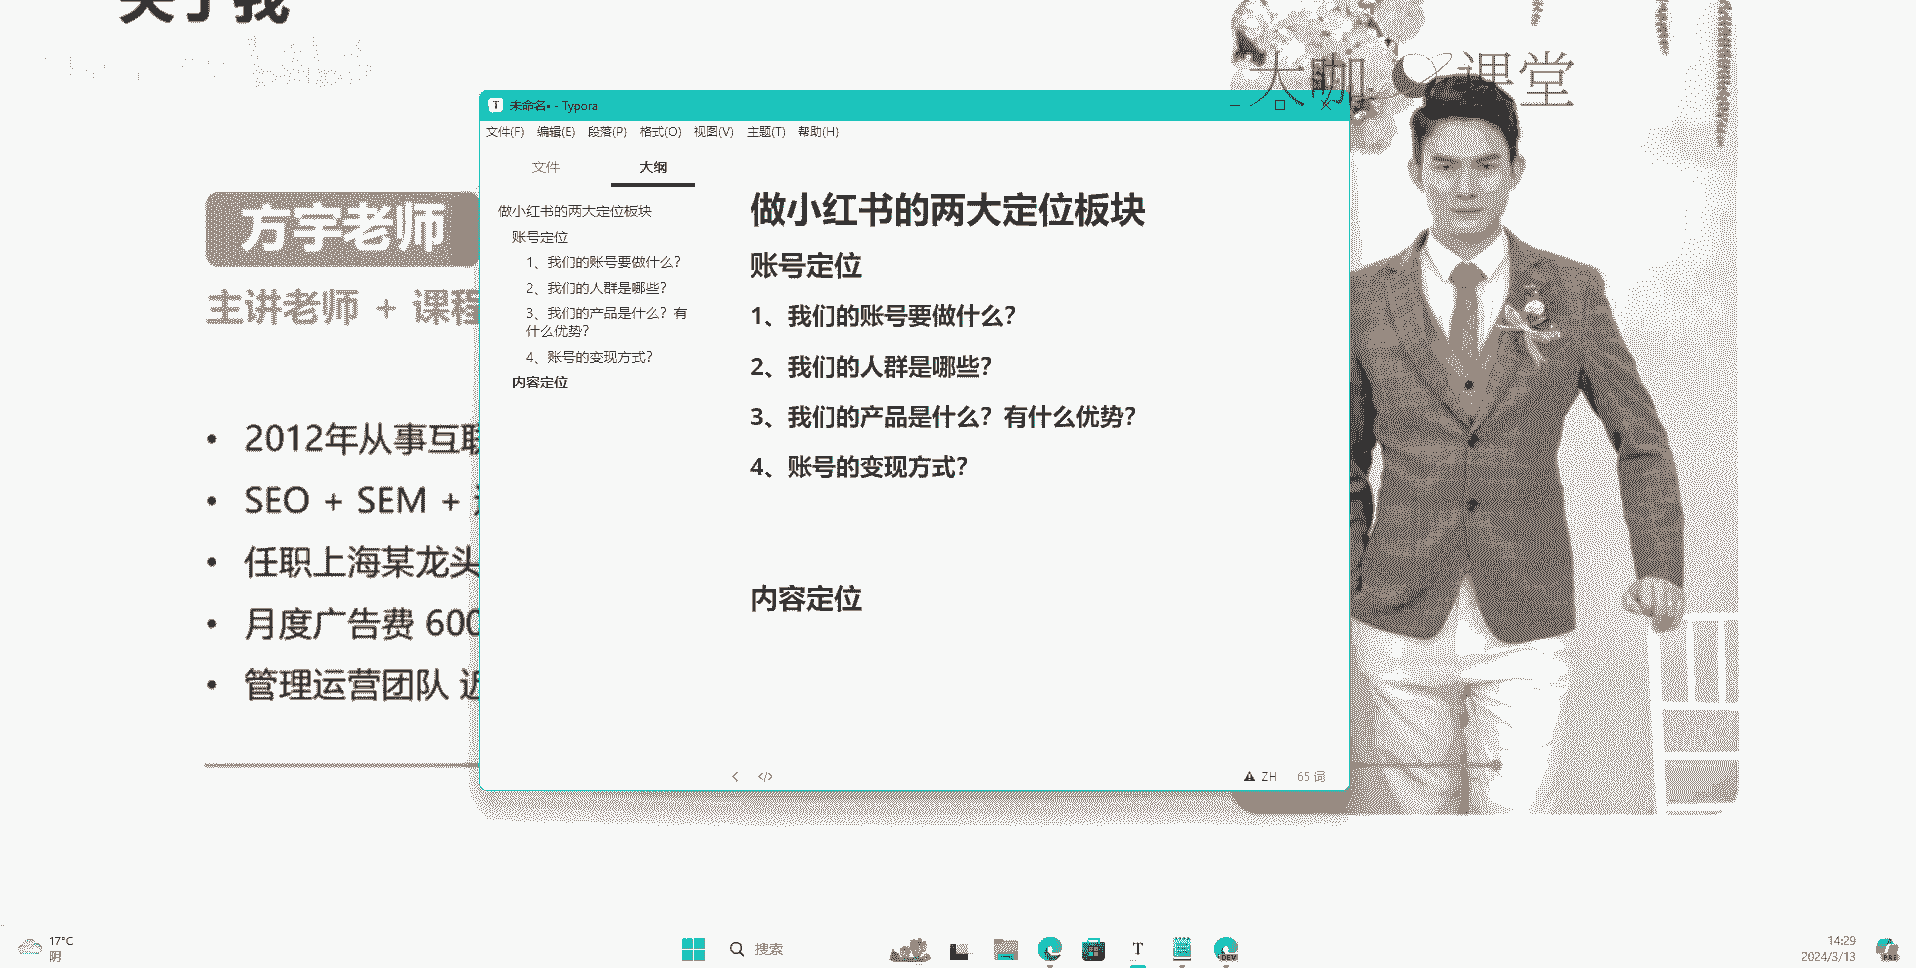 关于我
大咖 课堂
未命名• - Typora
文件(F) 编辑(E) 段落(P) 格式(O) 视图(V) 主题(T) 帮助(H)
文件 大纲
做小红书的两大定位板块
账号定位
1、我们的账号要做什么？
2、我们的人群是哪些？
3、我们的产品是什么？有
什么优势？
4、账号的变现方式？
内容定位
做小红书的两大定位板块
账号定位
1、我们的账号要做什么？
2、我们的人群是哪些？
3、我们的产品是什么？有什么优势？
4、账号的变现方式？
内容定位
ZH 65 词
方宇老师
主讲老师 + 课程
2012年从事互联
SEO + SEM +
任职上海某龙头
月度广告费 600
管理运营团队 近
17°C
阴
搜索
DEV
14:29
2024/3/13
PRE